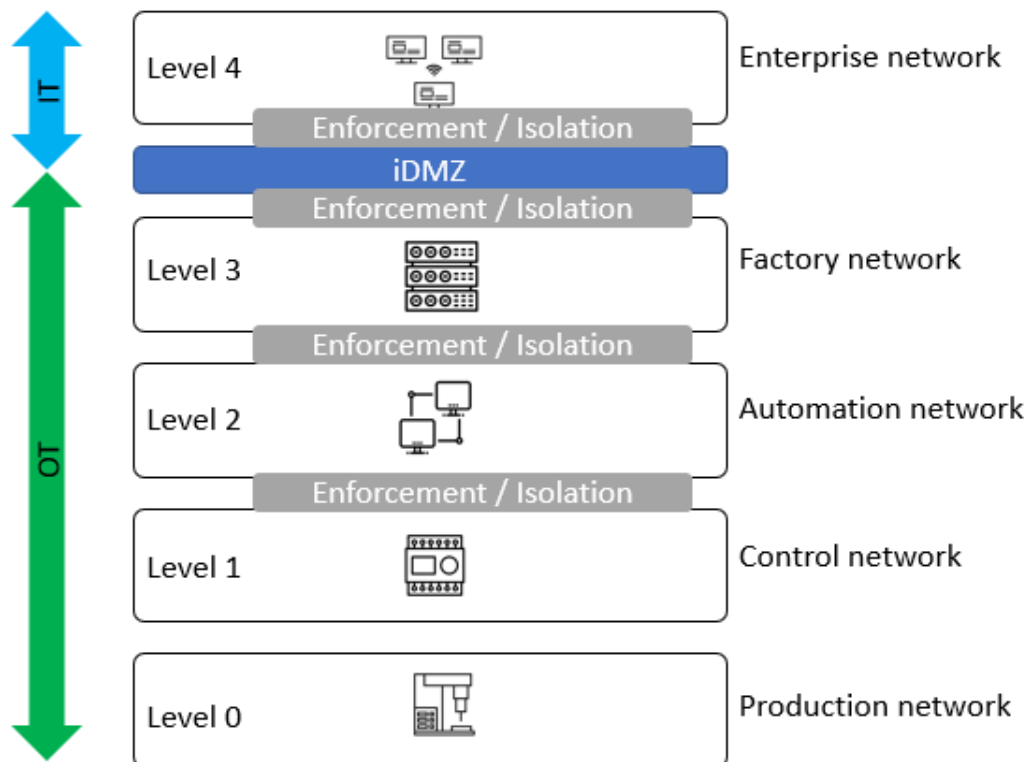 IT
Level 4
Enterprise network
Enforcement / Isolation
iDMZ
Enforcement / Isolation
OT
Level 3
Factory network
Enforcement / Isolation
Level 2
Automation network
Enforcement / Isolation
Level 1
Control network
Level 0
Production network